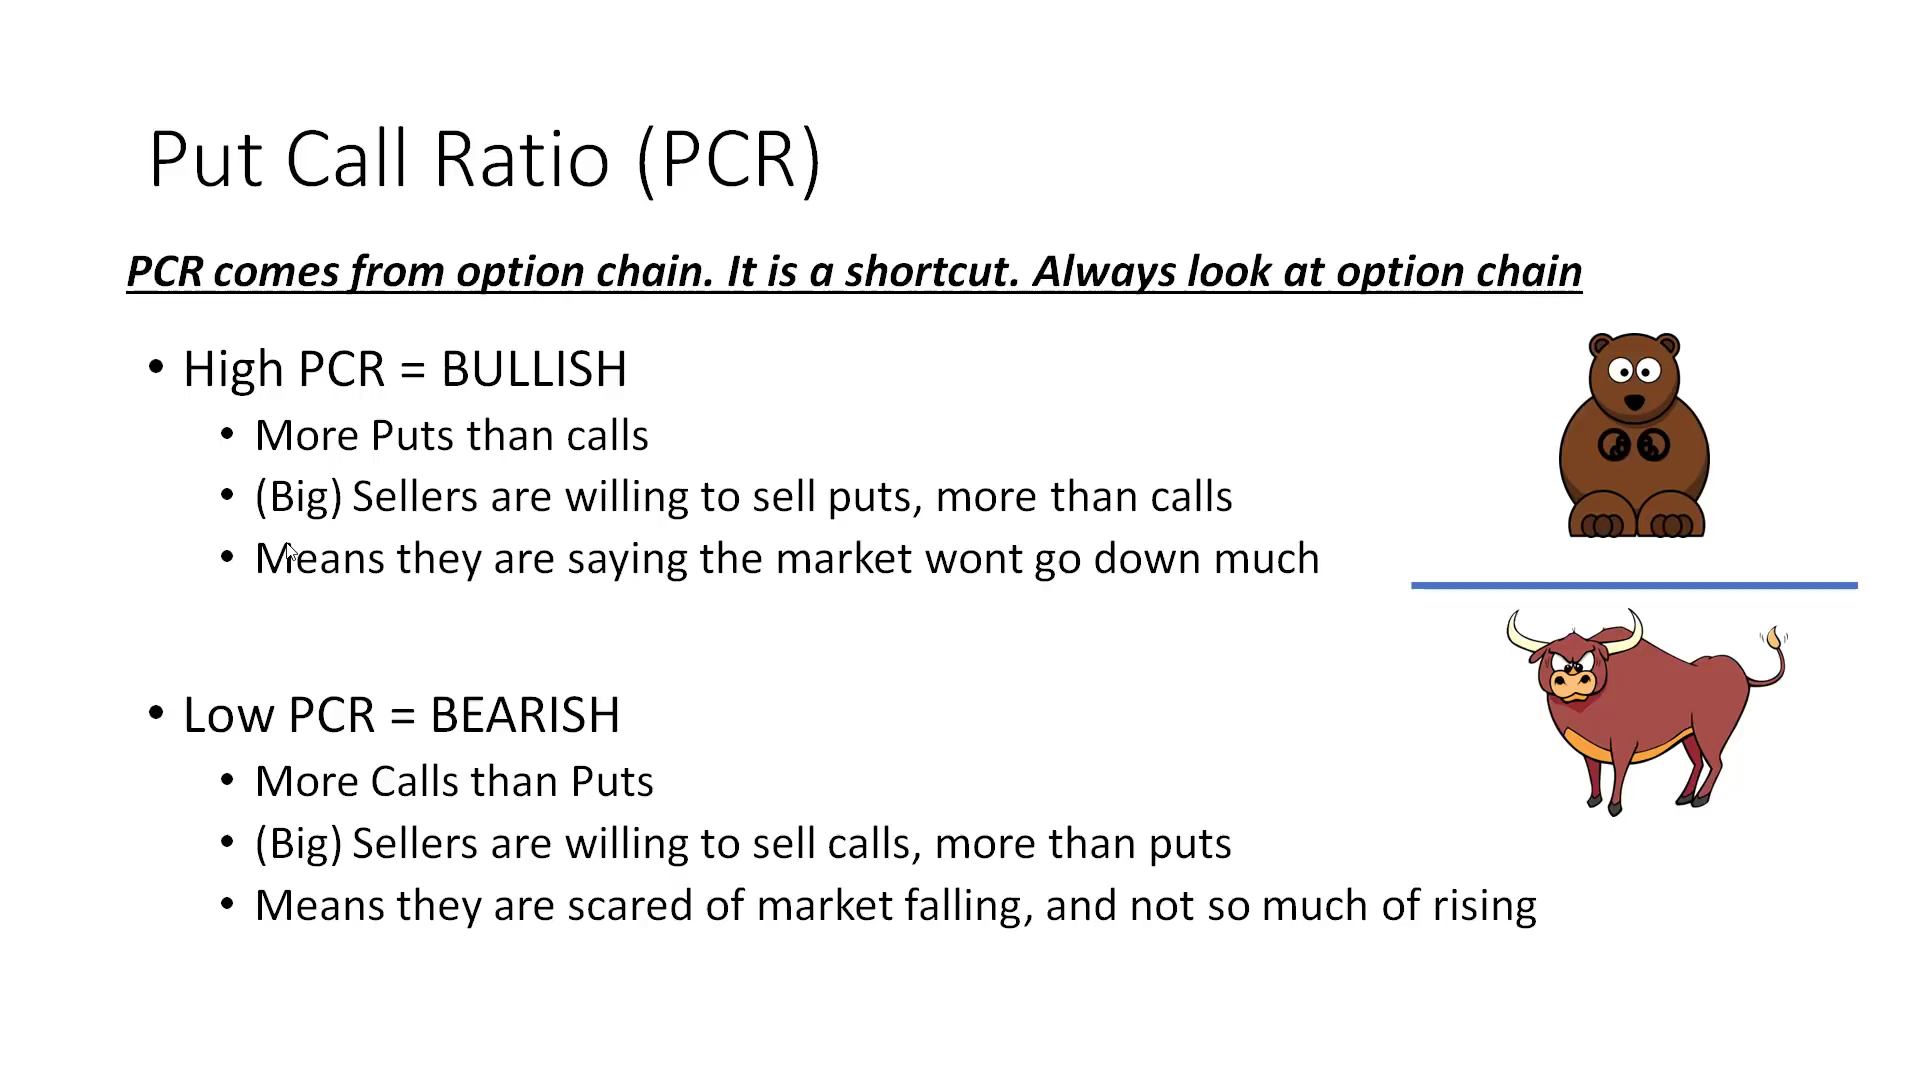 Put Call Ratio (PCR)
PCR comes from option chain. It is a shortcut. Always look at option chain
• High PCR = BULLISH
• More Puts than calls
• (Big) Sellers are willing to sell puts, more than calls
• Means they are saying the market wont go down much
• Low PCR = BEARISH
• More Calls than Puts
• (Big) Sellers are willing to sell calls, more than puts
• Means they are scared of market falling, and not so much of rising